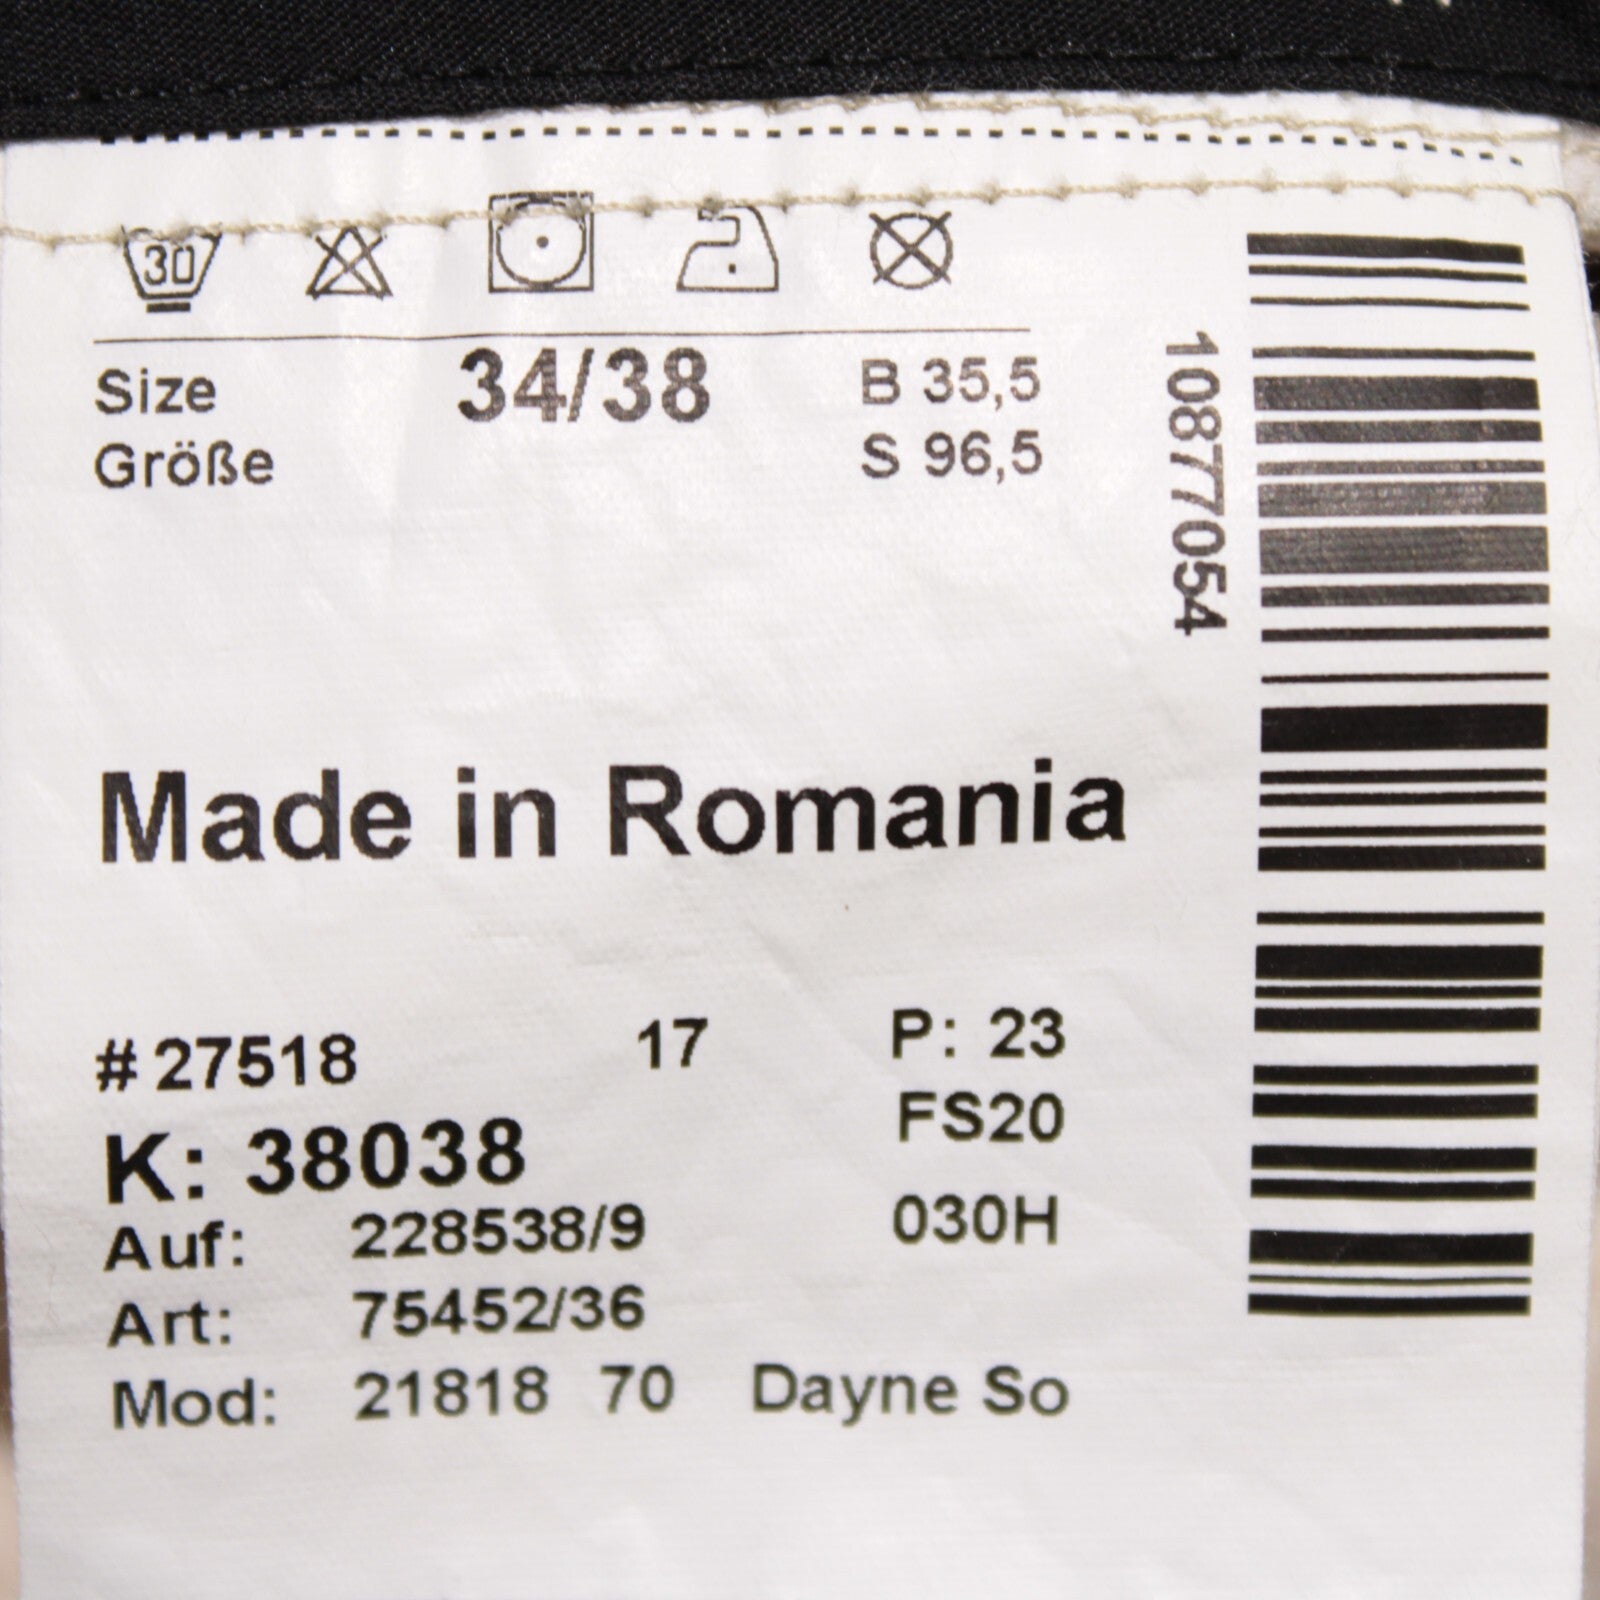 30
Size 34/38 B 35,5
Größe S 96,5
10877054
Made in Romania
# 27518 17 P: 23
K: 38038 FS20
Auf: 228538/9 030H
Art: 75452/36
Mod: 21818 70 Dayne So